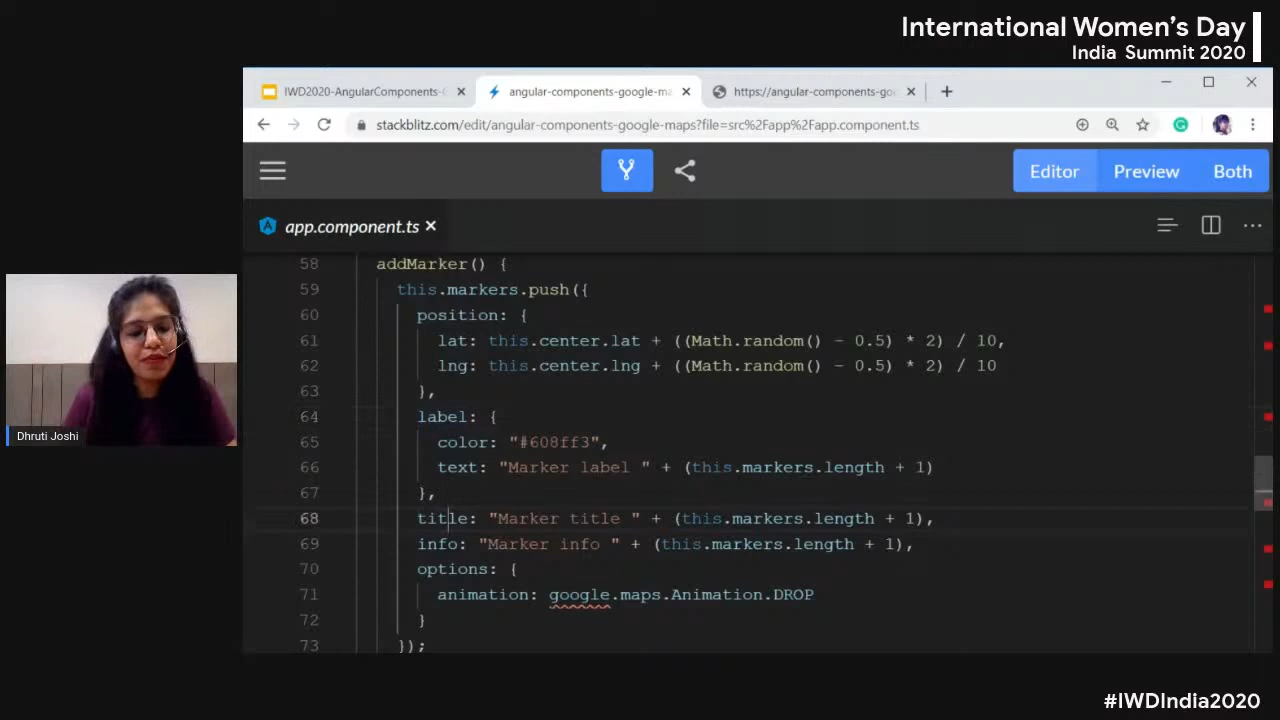 International Women's Day
India Summit 2020
IWD2020-AngularComponents-
angular-components-google-ma
https://angular-components-goo
stackblitz.com/edit/angular-components-google-maps?file=src%2Fapp%2Fapp.component.ts
Editor Preview Both
app.component.ts
58 addMarker() {
59 this.markers.push({
60 position: {
61 lat: this.center.lat + ((Math.random() - 0.5) * 2) / 10,
62 lng: this.center.lng + ((Math.random() - 0.5) * 2) / 10
63 },
64 label: {
65 color: "#608ff3",
66 text: "Marker label " + (this.markers.length + 1)
67 },
68 title: "Marker title " + (this.markers.length + 1),
69 info: "Marker info " + (this.markers.length + 1),
70 options: {
71 animation: google.maps.Animation.DROP
72 }
73 });
Dhruti Joshi
#IWDIndia2020